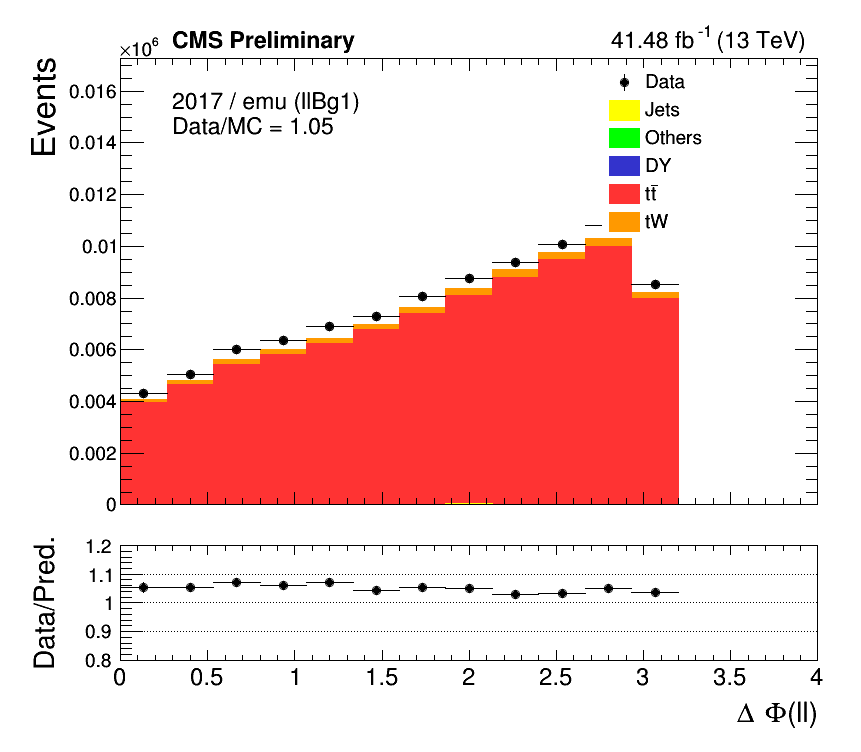 ×10⁶ CMS Preliminary 41.48 fb⁻¹ (13 TeV)
Events
0.016
0.014
0.012
0.01
0.008
0.006
0.004
0.002
0
2017 / emu (llBg1)
Data/MC = 1.05
Data
Jets
Others
DY
tt̄
tW
Data/Pred.
1.2
1.1
1
0.9
0.8
0 0.5 1 1.5 2 2.5 3 3.5 4
Δ Φ(ll)